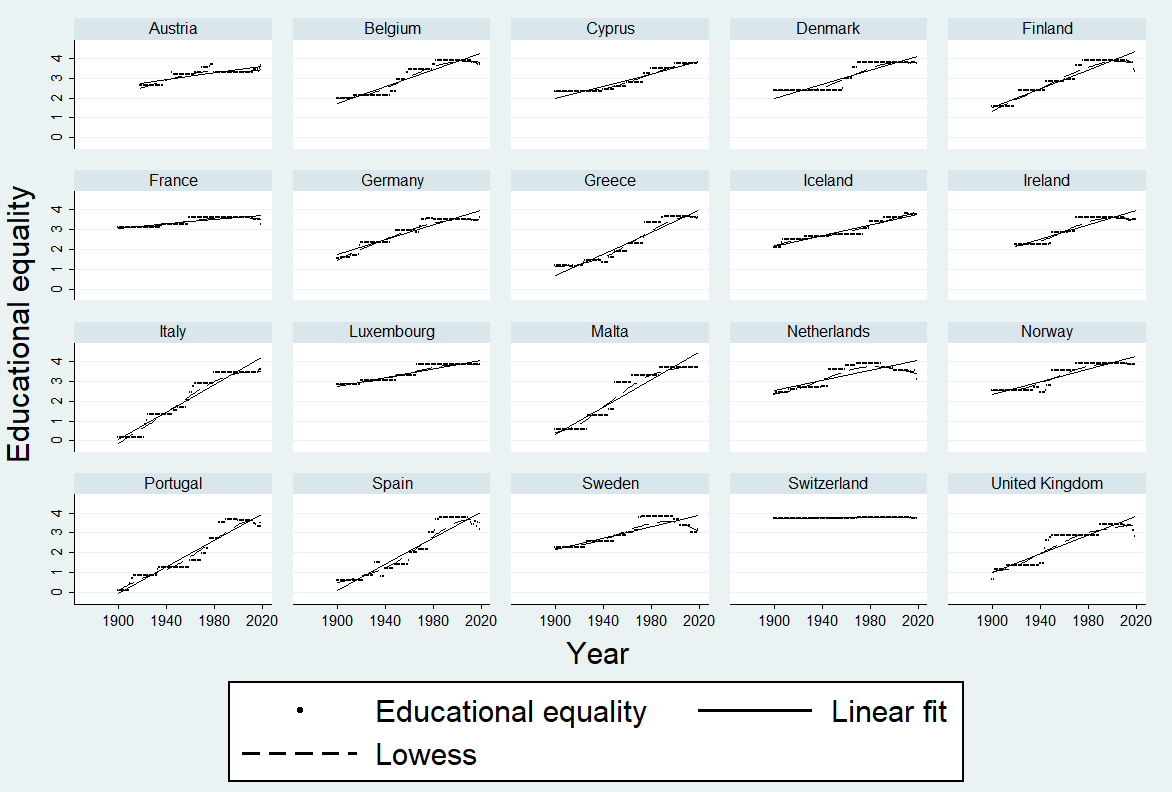 Austria Belgium Cyprus Denmark Finland
4
3
2
1
0
France Germany Greece Iceland Ireland
4
3
2
1
0
Italy Luxembourg Malta Netherlands Norway
4
3
2
1
0
Portugal Spain Sweden Switzerland United Kingdom
4
3
2
1
0
Educational equality
1900 1940 1980 2020 1900 1940 1980 2020 1900 1940 1980 2020 1900 1940 1980 2020 1900 1940 1980 2020
Year
Educational equality Linear fit
Lowess